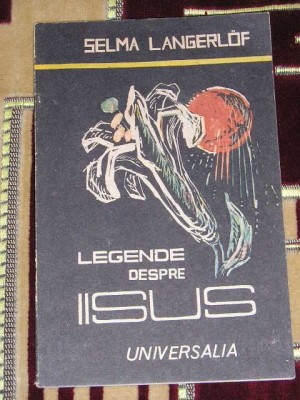 SELMA LANGERLÖF
LEGENDE
DESPRE
IISUS
UNIVERSALIA